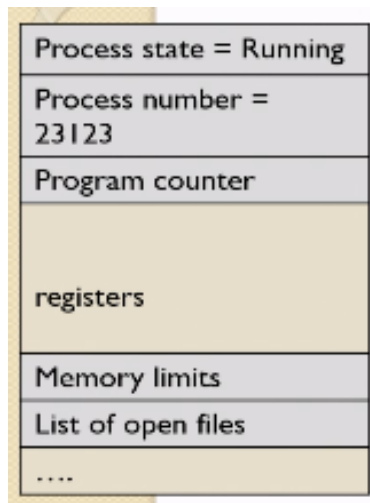 Process state = Running
Process number =
23123
Program counter
registers
Memory limits
List of open files
....